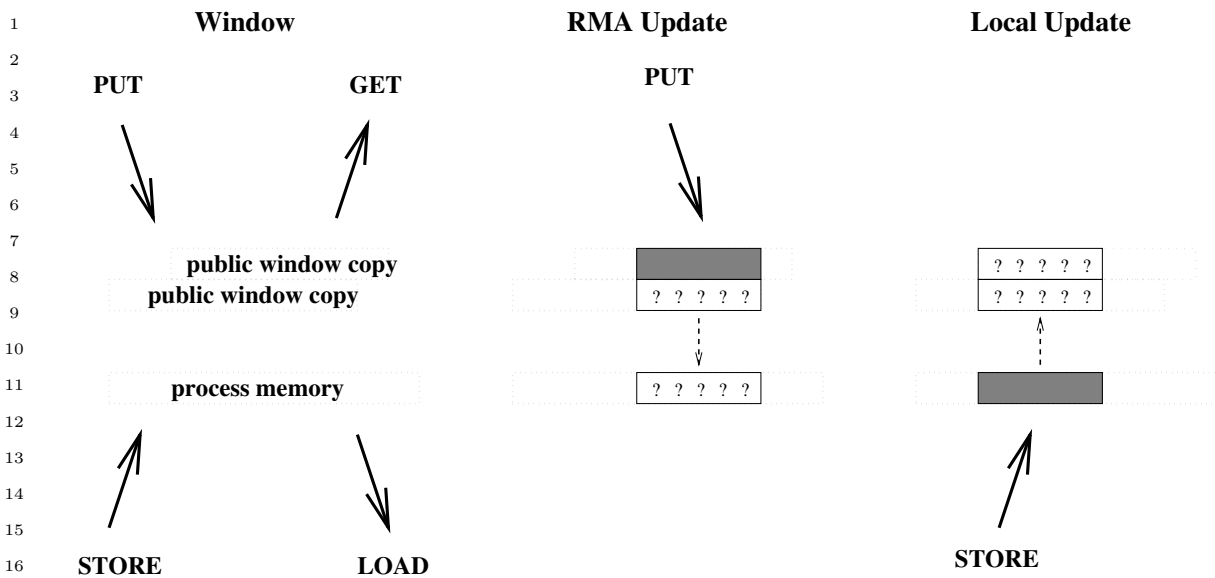 1 Window RMA Update Local Update
2
PUT GET PUT
3
4
5
6
7
public window copy ? ? ? ? ?
8
public window copy ? ? ? ? ? ? ? ? ? ?
9
10
11 process memory ? ? ? ? ?
12
13
14
15
16 STORE LOAD STORE